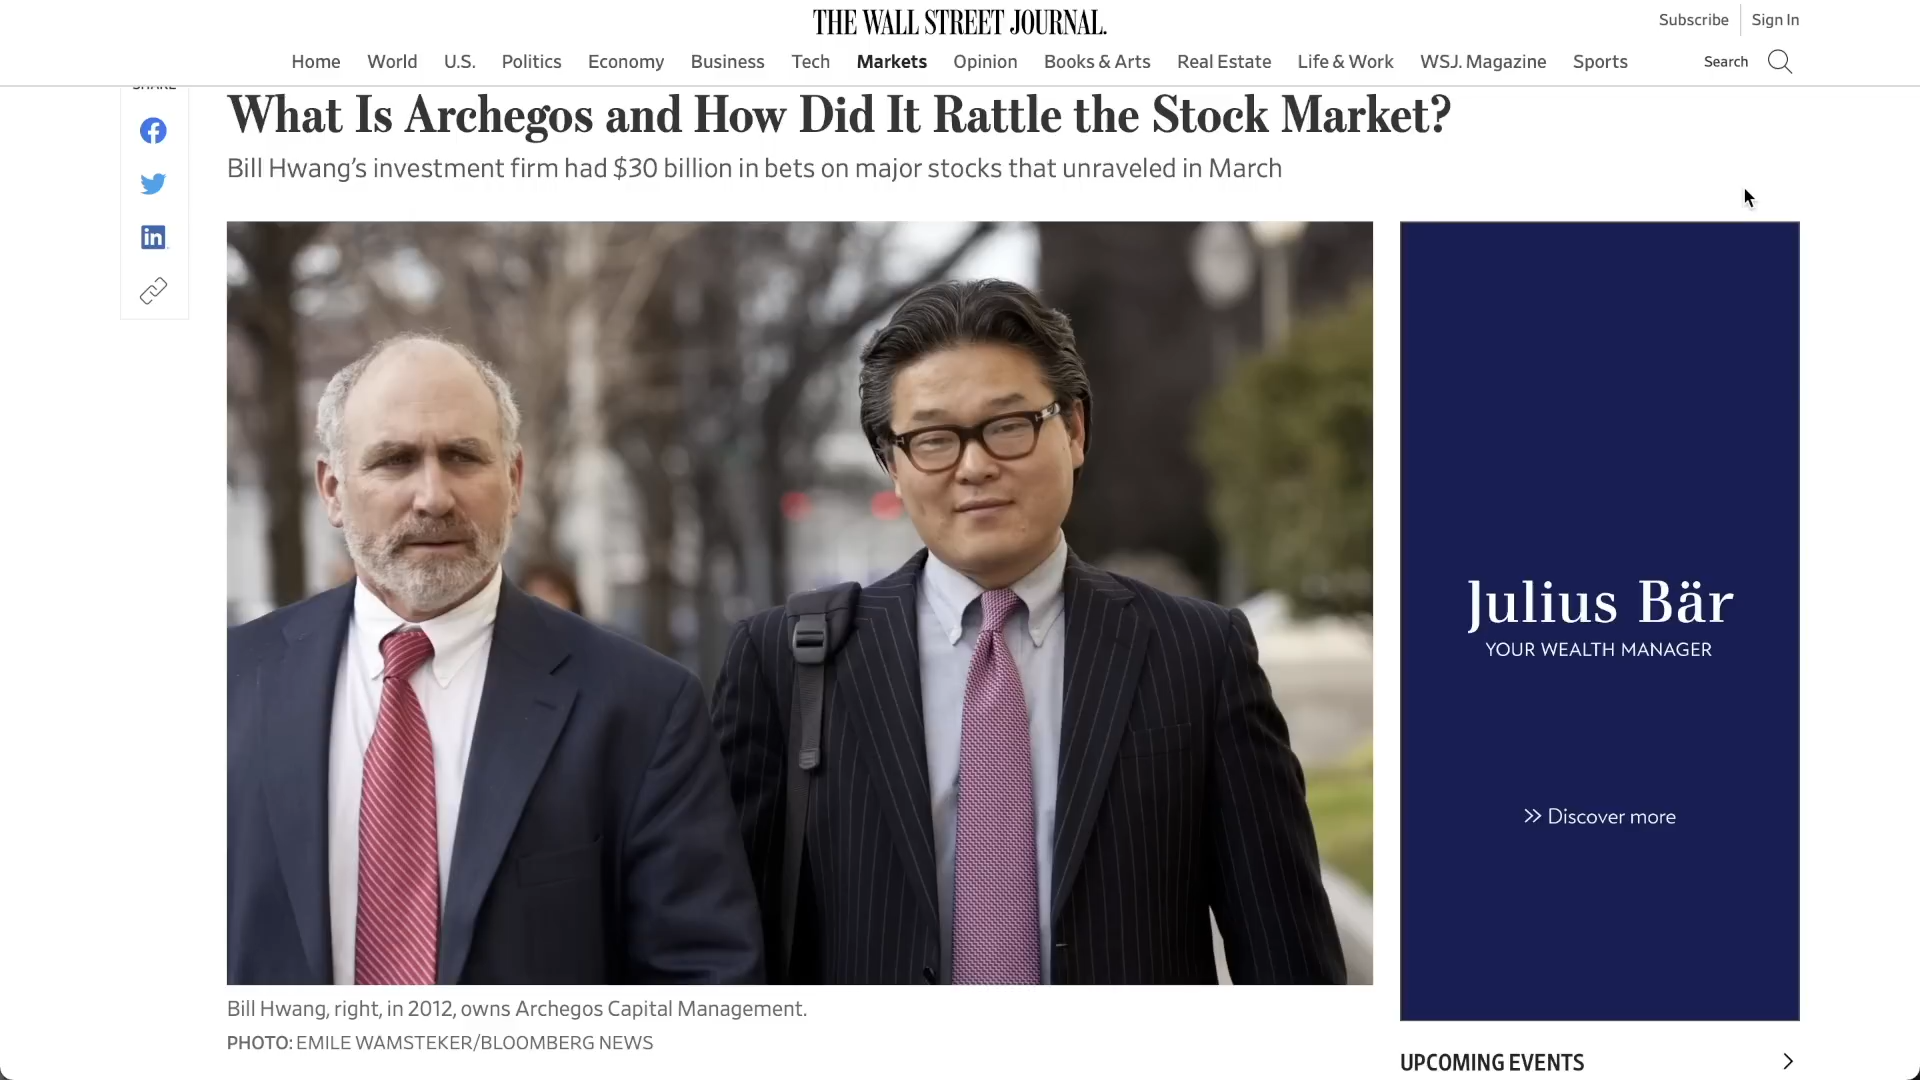 THE WALL STREET JOURNAL.
Subscribe
Sign In
Home World U.S. Politics Economy Business Tech Markets Opinion Books & Arts Real Estate Life & Work WSJ. Magazine Sports
Search
SHARE
What Is Archegos and How Did It Rattle the Stock Market?
Bill Hwang’s investment firm had $30 billion in bets on major stocks that unraveled in March
Julius Bär
YOUR WEALTH MANAGER
>> Discover more
Bill Hwang, right, in 2012, owns Archegos Capital Management.
PHOTO: EMILE WAMSTEKER/BLOOMBERG NEWS
UPCOMING EVENTS